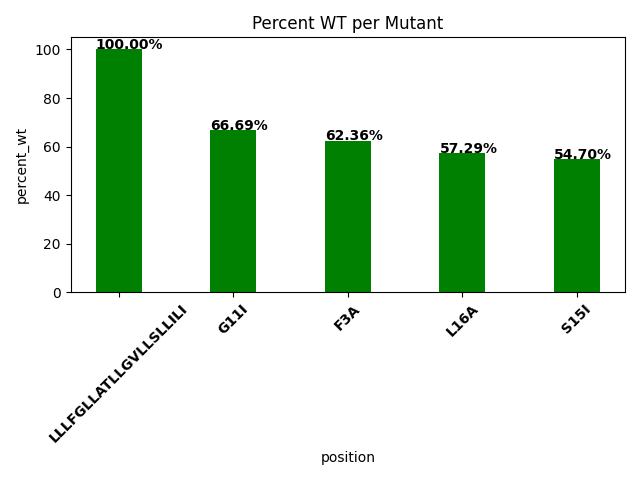 Percent WT per Mutant
percent_wt
100
80
60
40
20
0
100.00%
66.69%
62.36%
57.29%
54.70%
LLLFGLLATLLGVLLSLLILI
G11I
F3A
L16A
S15I
position